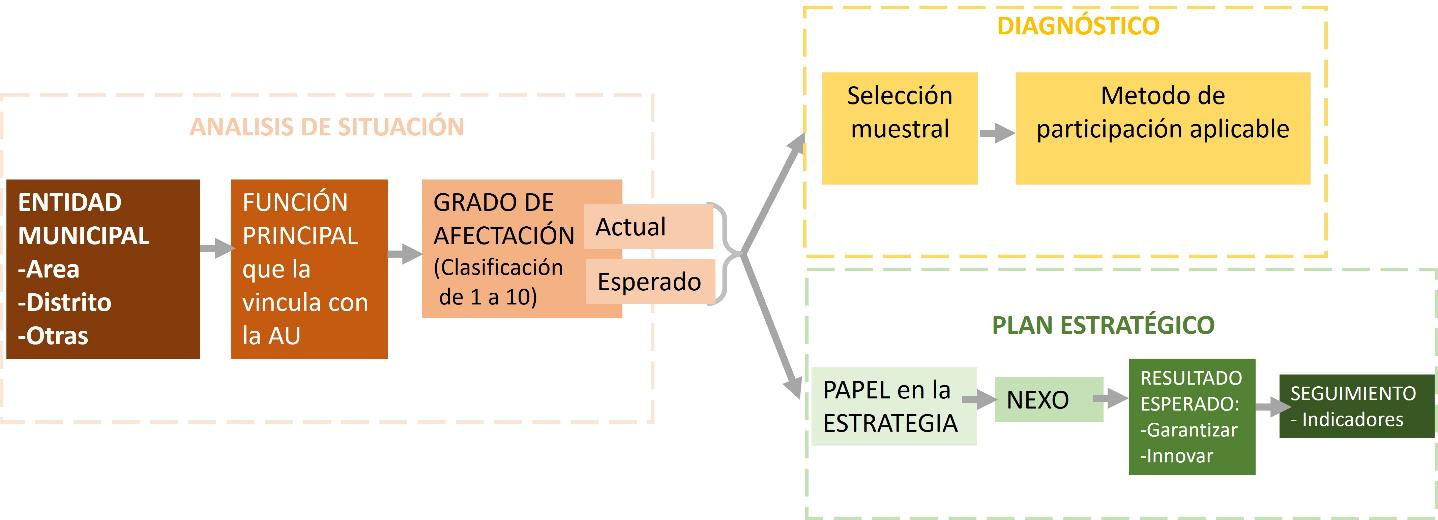 ANALISIS DE SITUACIÓN
ENTIDAD
MUNICIPAL
-Area
-Distrito
-Otras
FUNCIÓN
PRINCIPAL
que la
vincula con
la AU
GRADO DE
AFECTACIÓN
(Clasificación
de 1 a 10)
Actual
Esperado
DIAGNÓSTICO
Selección
muestral
Metodo de
participación aplicable
PLAN ESTRATÉGICO
PAPEL en la
ESTRATEGIA
NEXO
RESULTADO
ESPERADO:
-Garantizar
-Innovar
SEGUIMIENTO
- Indicadores